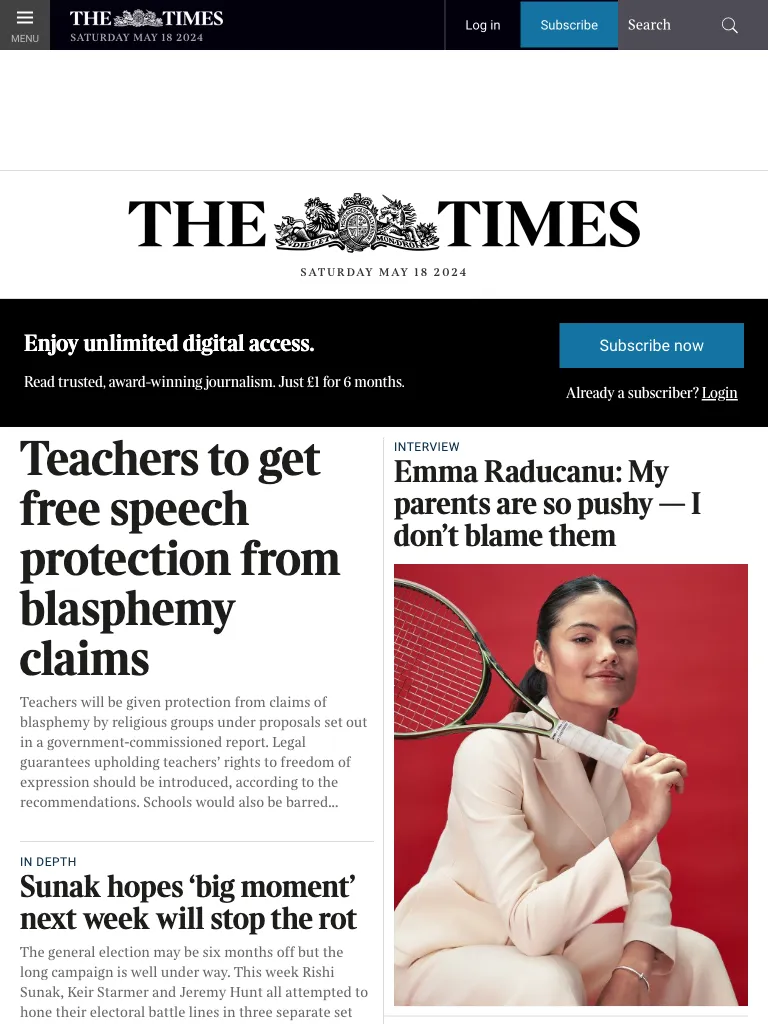 MENU
THE TIMES
SATURDAY MAY 18 2024
Log in
Subscribe
Search
THE TIMES
DIEU ET MON DROIT
SATURDAY MAY 18 2024
Enjoy unlimited digital access.
Read trusted, award-winning journalism. Just £1 for 6 months.
Subscribe now
Already a subscriber? Login
Teachers to get
free speech
protection from
blasphemy
claims
Teachers will be given protection from claims of
blasphemy by religious groups under proposals set out
in a government-commissioned report. Legal
guarantees upholding teachers’ rights to freedom of
expression should be introduced, according to the
recommendations. Schools would also be barred...
IN DEPTH
Sunak hopes ‘big moment’
next week will stop the rot
The general election may be six months off but the
long campaign is well under way. This week Rishi
Sunak, Keir Starmer and Jeremy Hunt all attempted to
hone their electoral battle lines in three separate set
INTERVIEW
Emma Raducanu: My
parents are so pushy — I
don’t blame them